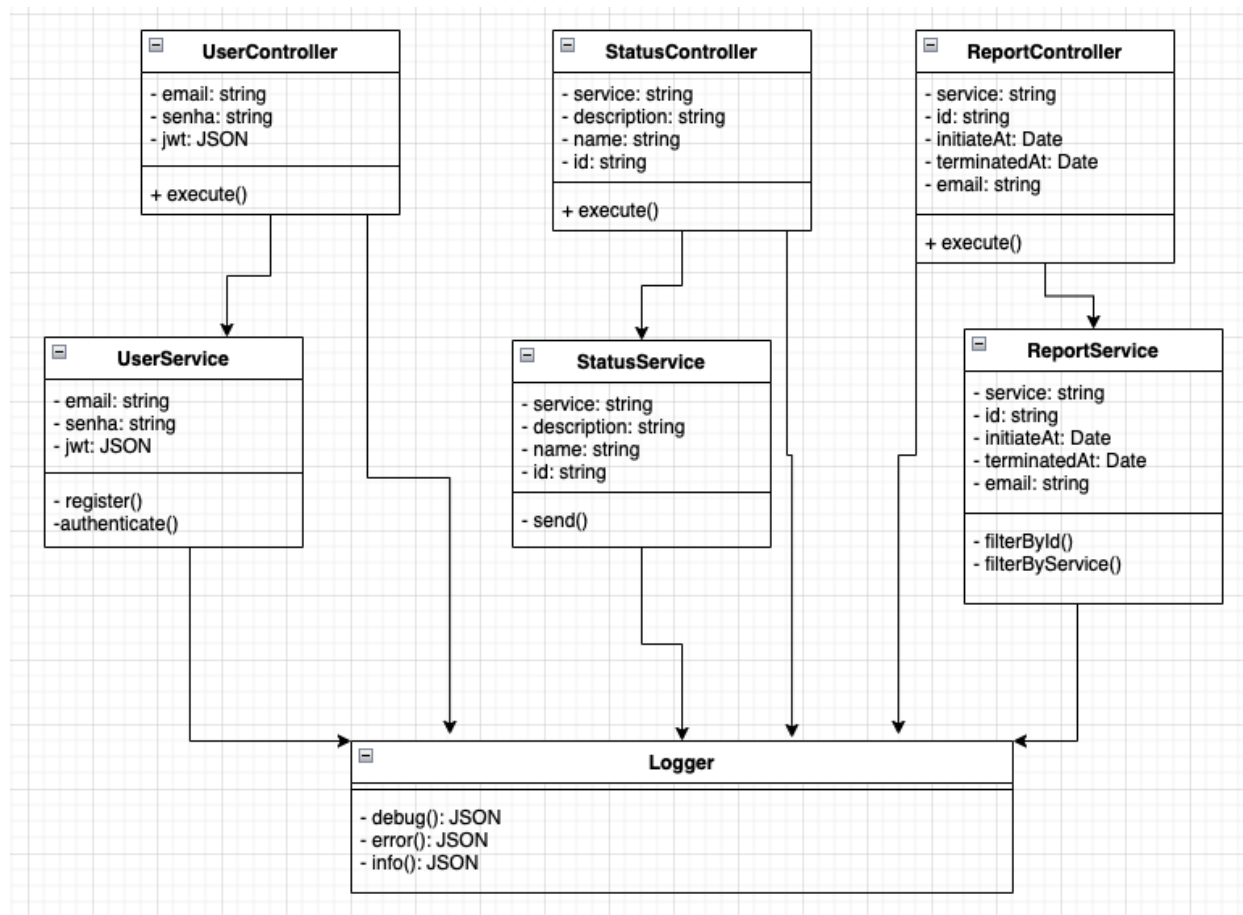 UserController
- email: string
- senha: string
- jwt: JSON
+ execute()
StatusController
- service: string
- description: string
- name: string
- id: string
+ execute()
ReportController
- service: string
- id: string
- initiateAt: Date
- terminatedAt: Date
- email: string
+ execute()
UserService
- email: string
- senha: string
- jwt: JSON
- register()
-authenticate()
StatusService
- service: string
- description: string
- name: string
- id: string
- send()
ReportService
- service: string
- id: string
- initiateAt: Date
- terminatedAt: Date
- email: string
- filterById()
- filterByService()
Logger
- debug(): JSON
- error(): JSON
- info(): JSON